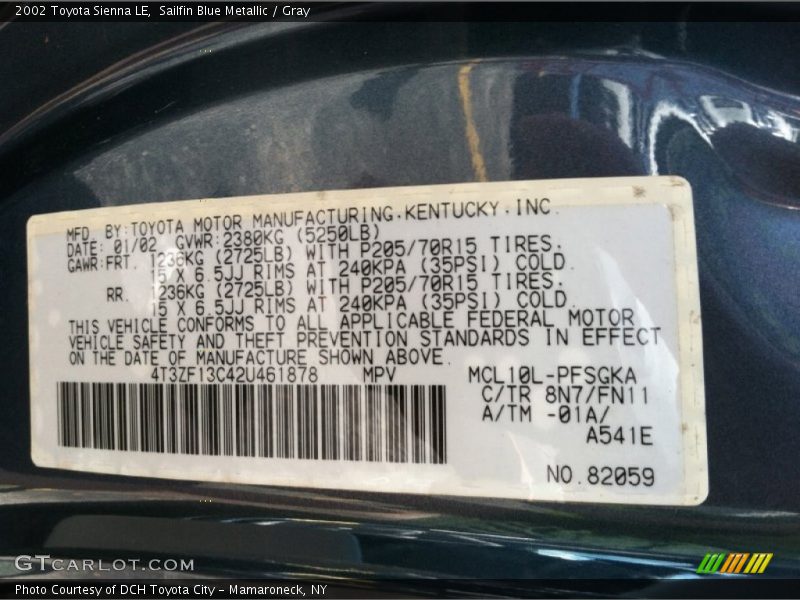 2002 Toyota Sienna LE,  Sailfin Blue Metallic / Gray
MFD. BY:TOYOTA MOTOR MANUFACTURING.KENTUCKY.INC
DATE: 01/02  GVWR:2380KG (5250LB)
GAWR:FRT. 1236KG (2725LB) WITH P205/70R15 TIRES.
15 X 6.5JJ RIMS AT 240KPA (35PSI) COLD.
RR. 1236KG (2725LB) WITH P205/70R15 TIRES.
15 X 6.5JJ RIMS AT 240KPA (35PSI) COLD.
THIS VEHICLE CONFORMS TO ALL APPLICABLE FEDERAL MOTOR
VEHICLE SAFETY AND THEFT PREVENTION STANDARDS IN EFFECT
ON THE DATE OF MANUFACTURE SHOWN ABOVE.
4T3ZF13C42U461878  MPV  MCL10L-PFSGKA
C/TR 8N7/FN11
A/TM -01A/
A541E
NO.82059
GTCARLOT.COM
Photo Courtesy of DCH Toyota City - Mamaroneck, NY